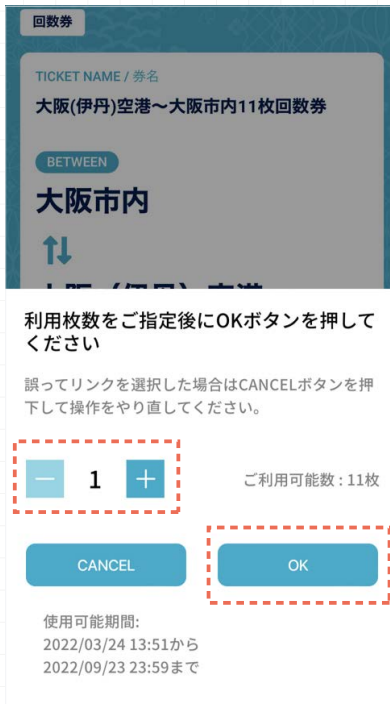 回数券
TICKET NAME / 券名
大阪(伊丹)空港～大阪市内11枚回数券
BETWEEN
大阪市内
大阪（伊丹）空港
利用枚数をご指定後にOKボタンを押して
ください
誤ってリンクを選択した場合はCANCELボタンを押
下して操作をやり直してください。
1
ご利用可能数 : 11枚
CANCEL
OK
使用可能期間:
2022/03/24 13:51から
2022/09/23 23:59まで